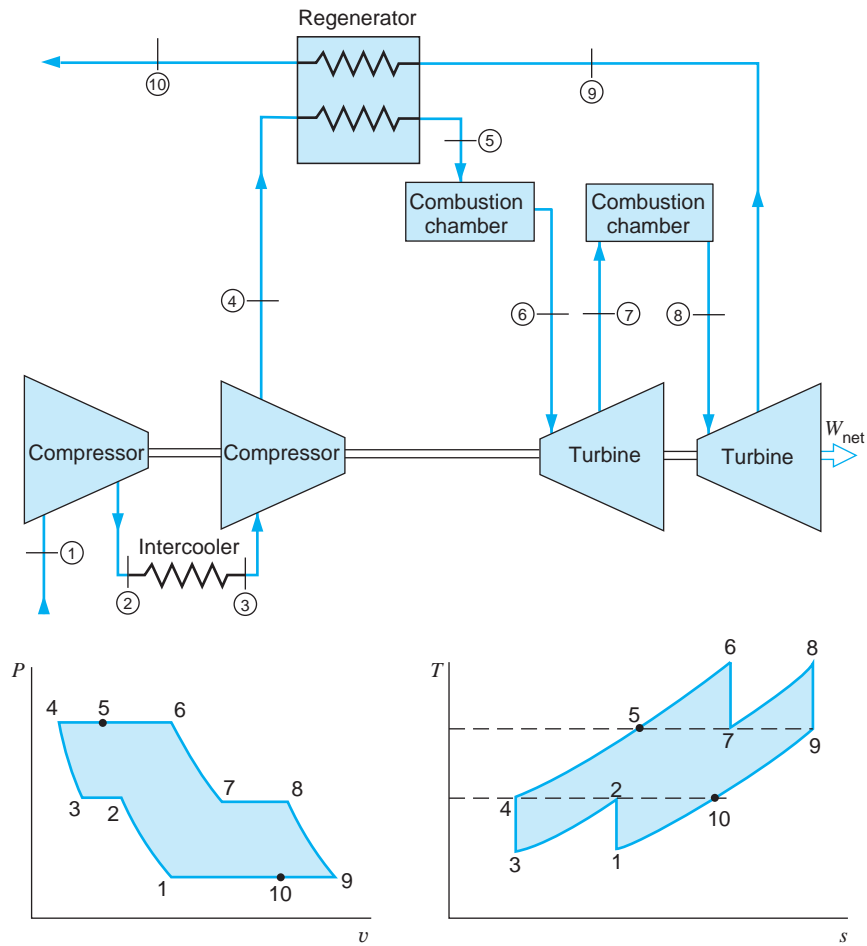 Regenerator
10
9
5
Combustion
chamber
Combustion
chamber
4
6
7
8
Compressor
Compressor
Turbine
Turbine
W net
1
Intercooler
2
3
P
4
5
6
3
2
7
8
1
10
9
v
T
6
8
5
7
9
4
2
10
3
1
s